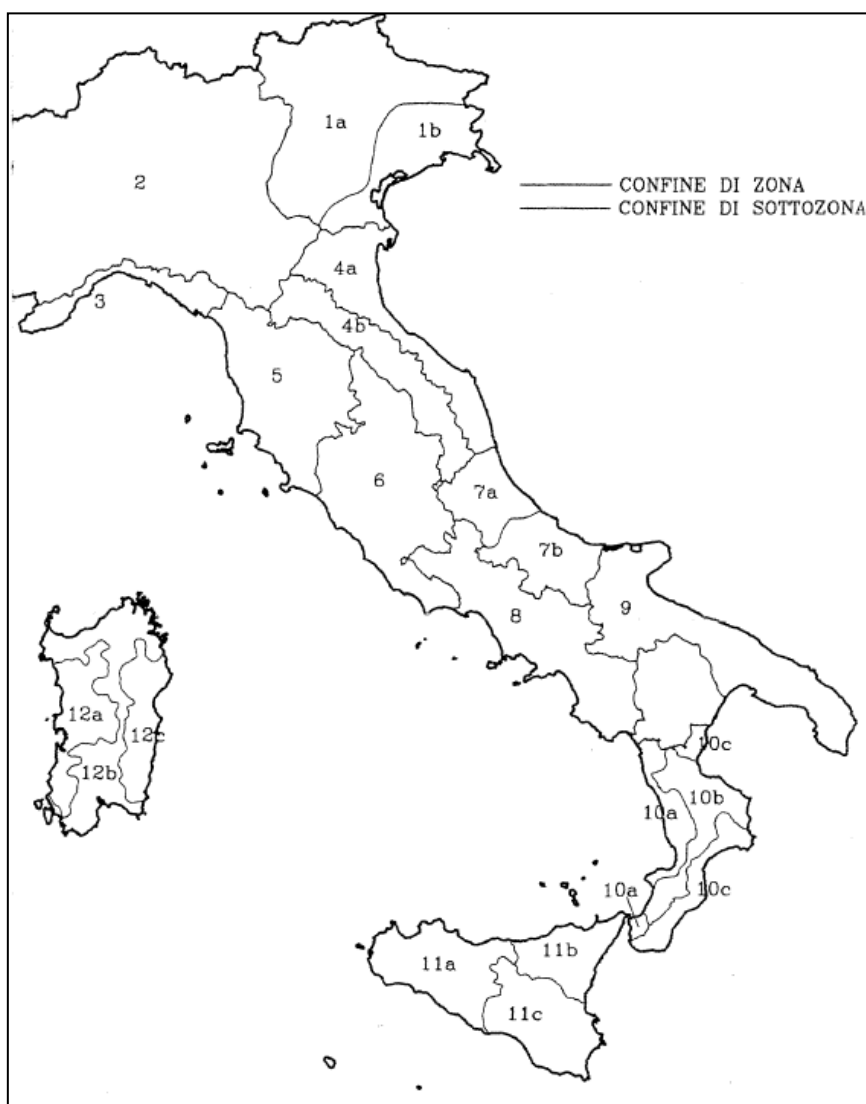 1a
1b
2
CONFINE DI ZONA
CONFINE DI SOTTOZONA
4a
3
4b
5
6
7a
7b
9
8
12a
12c
10c
12b
10b
10a
10a
10c
11b
11a
11c